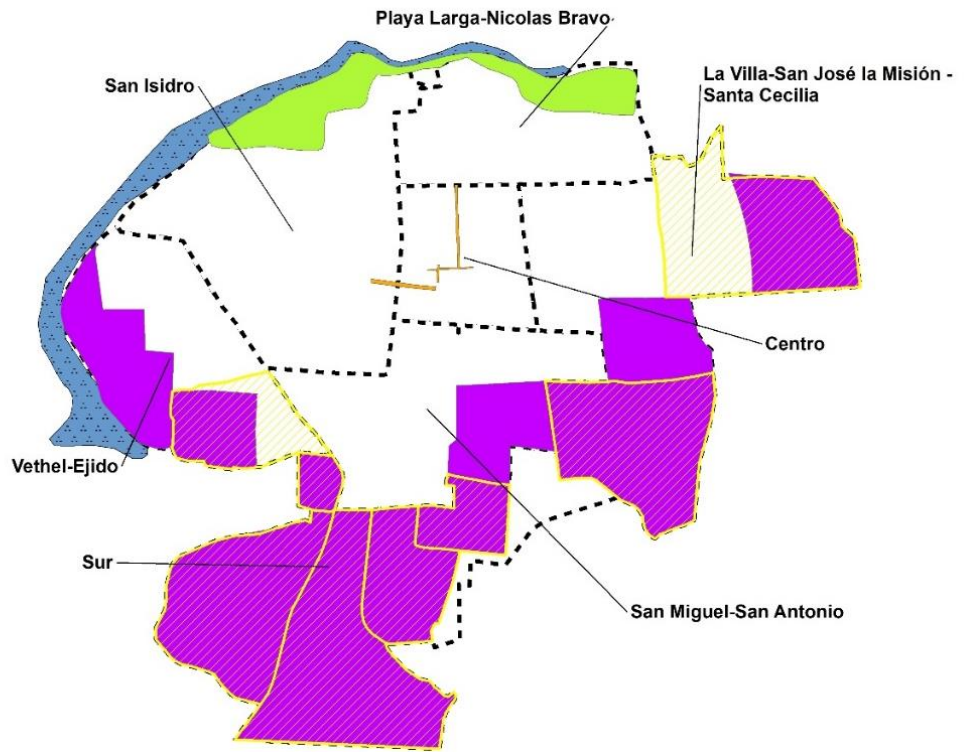 Playa Larga-Nicolas Bravo
San Isidro
La Villa-San José la Misión -
Santa Cecilia
Centro
Vethel-Ejido
Sur
San Miguel-San Antonio